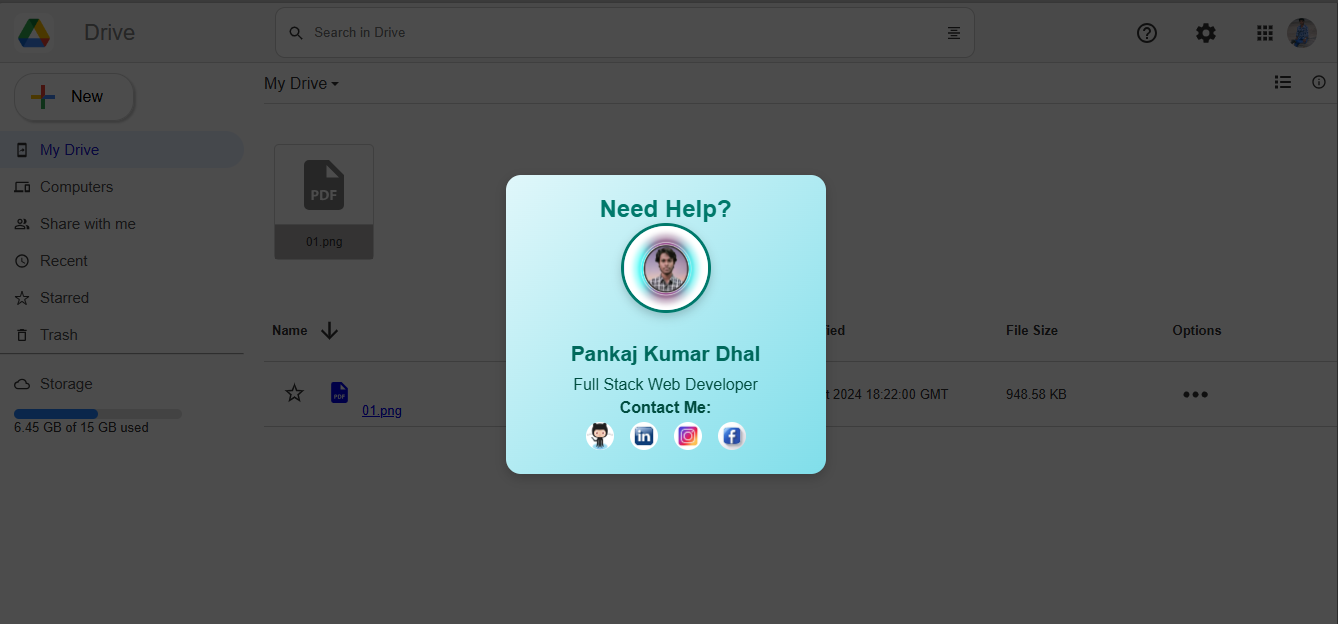 Drive
Search in Drive
New
My Drive
My Drive
Computers
Share with me
Recent
Starred
Trash
Storage
6.45 GB of 15 GB used
PDF
01.png
Need Help?
Pankaj Kumar Dhal
Full Stack Web Developer
Contact Me:
in
f
Name
File Size
Options
PDF
01.png
2024 18:22:00 GMT
948.58 KB